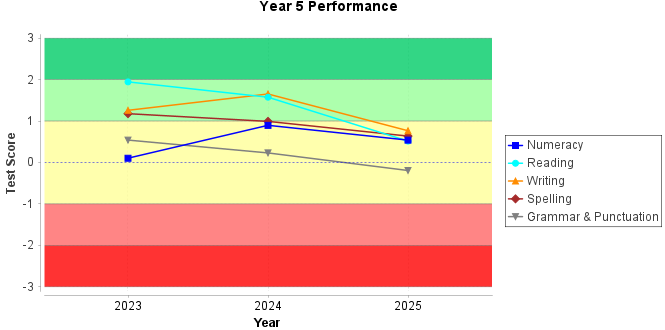 Year 5 Performance
3
2
1
0
-1
-2
-3
Test Score
2023 2024 2025
Year
Numeracy
Reading
Writing
Spelling
Grammar & Punctuation